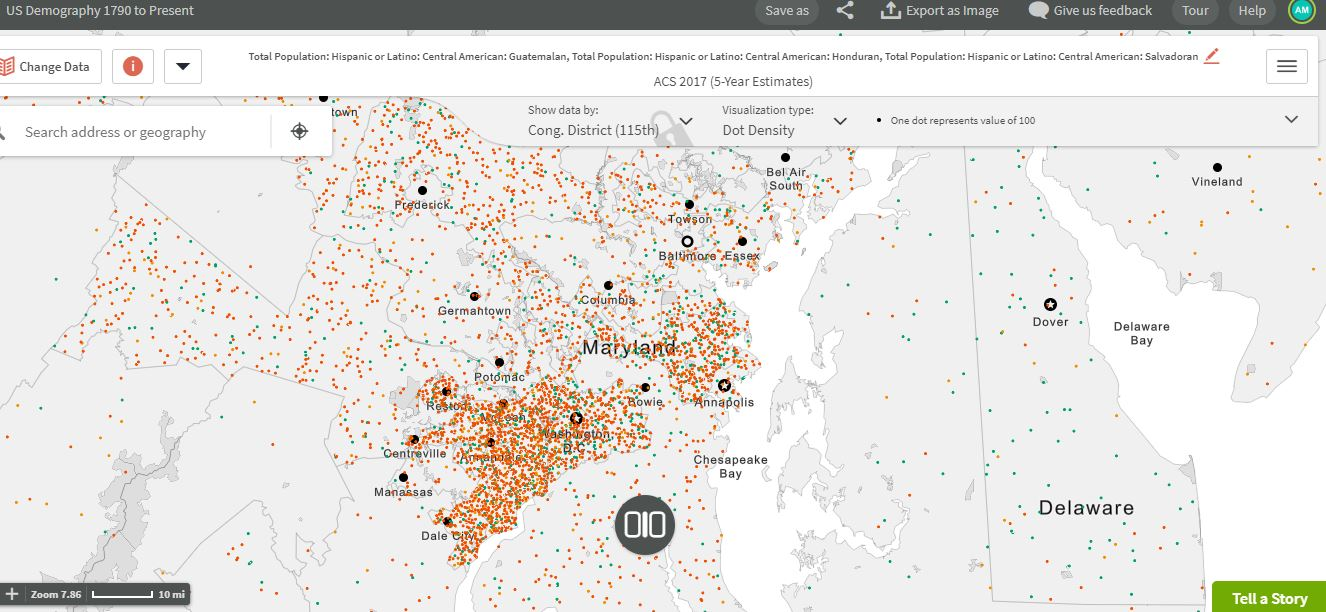 US Demography 1790 to Present
Save as
Export as Image
Give us feedback
Tour
Help
AM
Change Data
Total Population: Hispanic or Latino: Central American: Guatemalan, Total Population: Hispanic or Latino: Central American: Honduran, Total Population: Hispanic or Latino: Central American: Salvadoran
ACS 2017 (5-Year Estimates)
Search address or geography
Show data by:
Cong. District (115th)
Visualization type:
Dot Density
One dot represents value of 100
town
Bel Air
South
Vineland
Frederick
Towson
Baltimore
Essex
Columbia
Germantown
Dover
Delaware
Bay
Maryland
Potomac
Reston
McLean
Bowie
Annapolis
Washington,
D.C.
Centreville
Annandale
Chesapeake
Bay
Manassas
Dale City
Delaware
Zoom 7.86
10 mi
Tell a Story